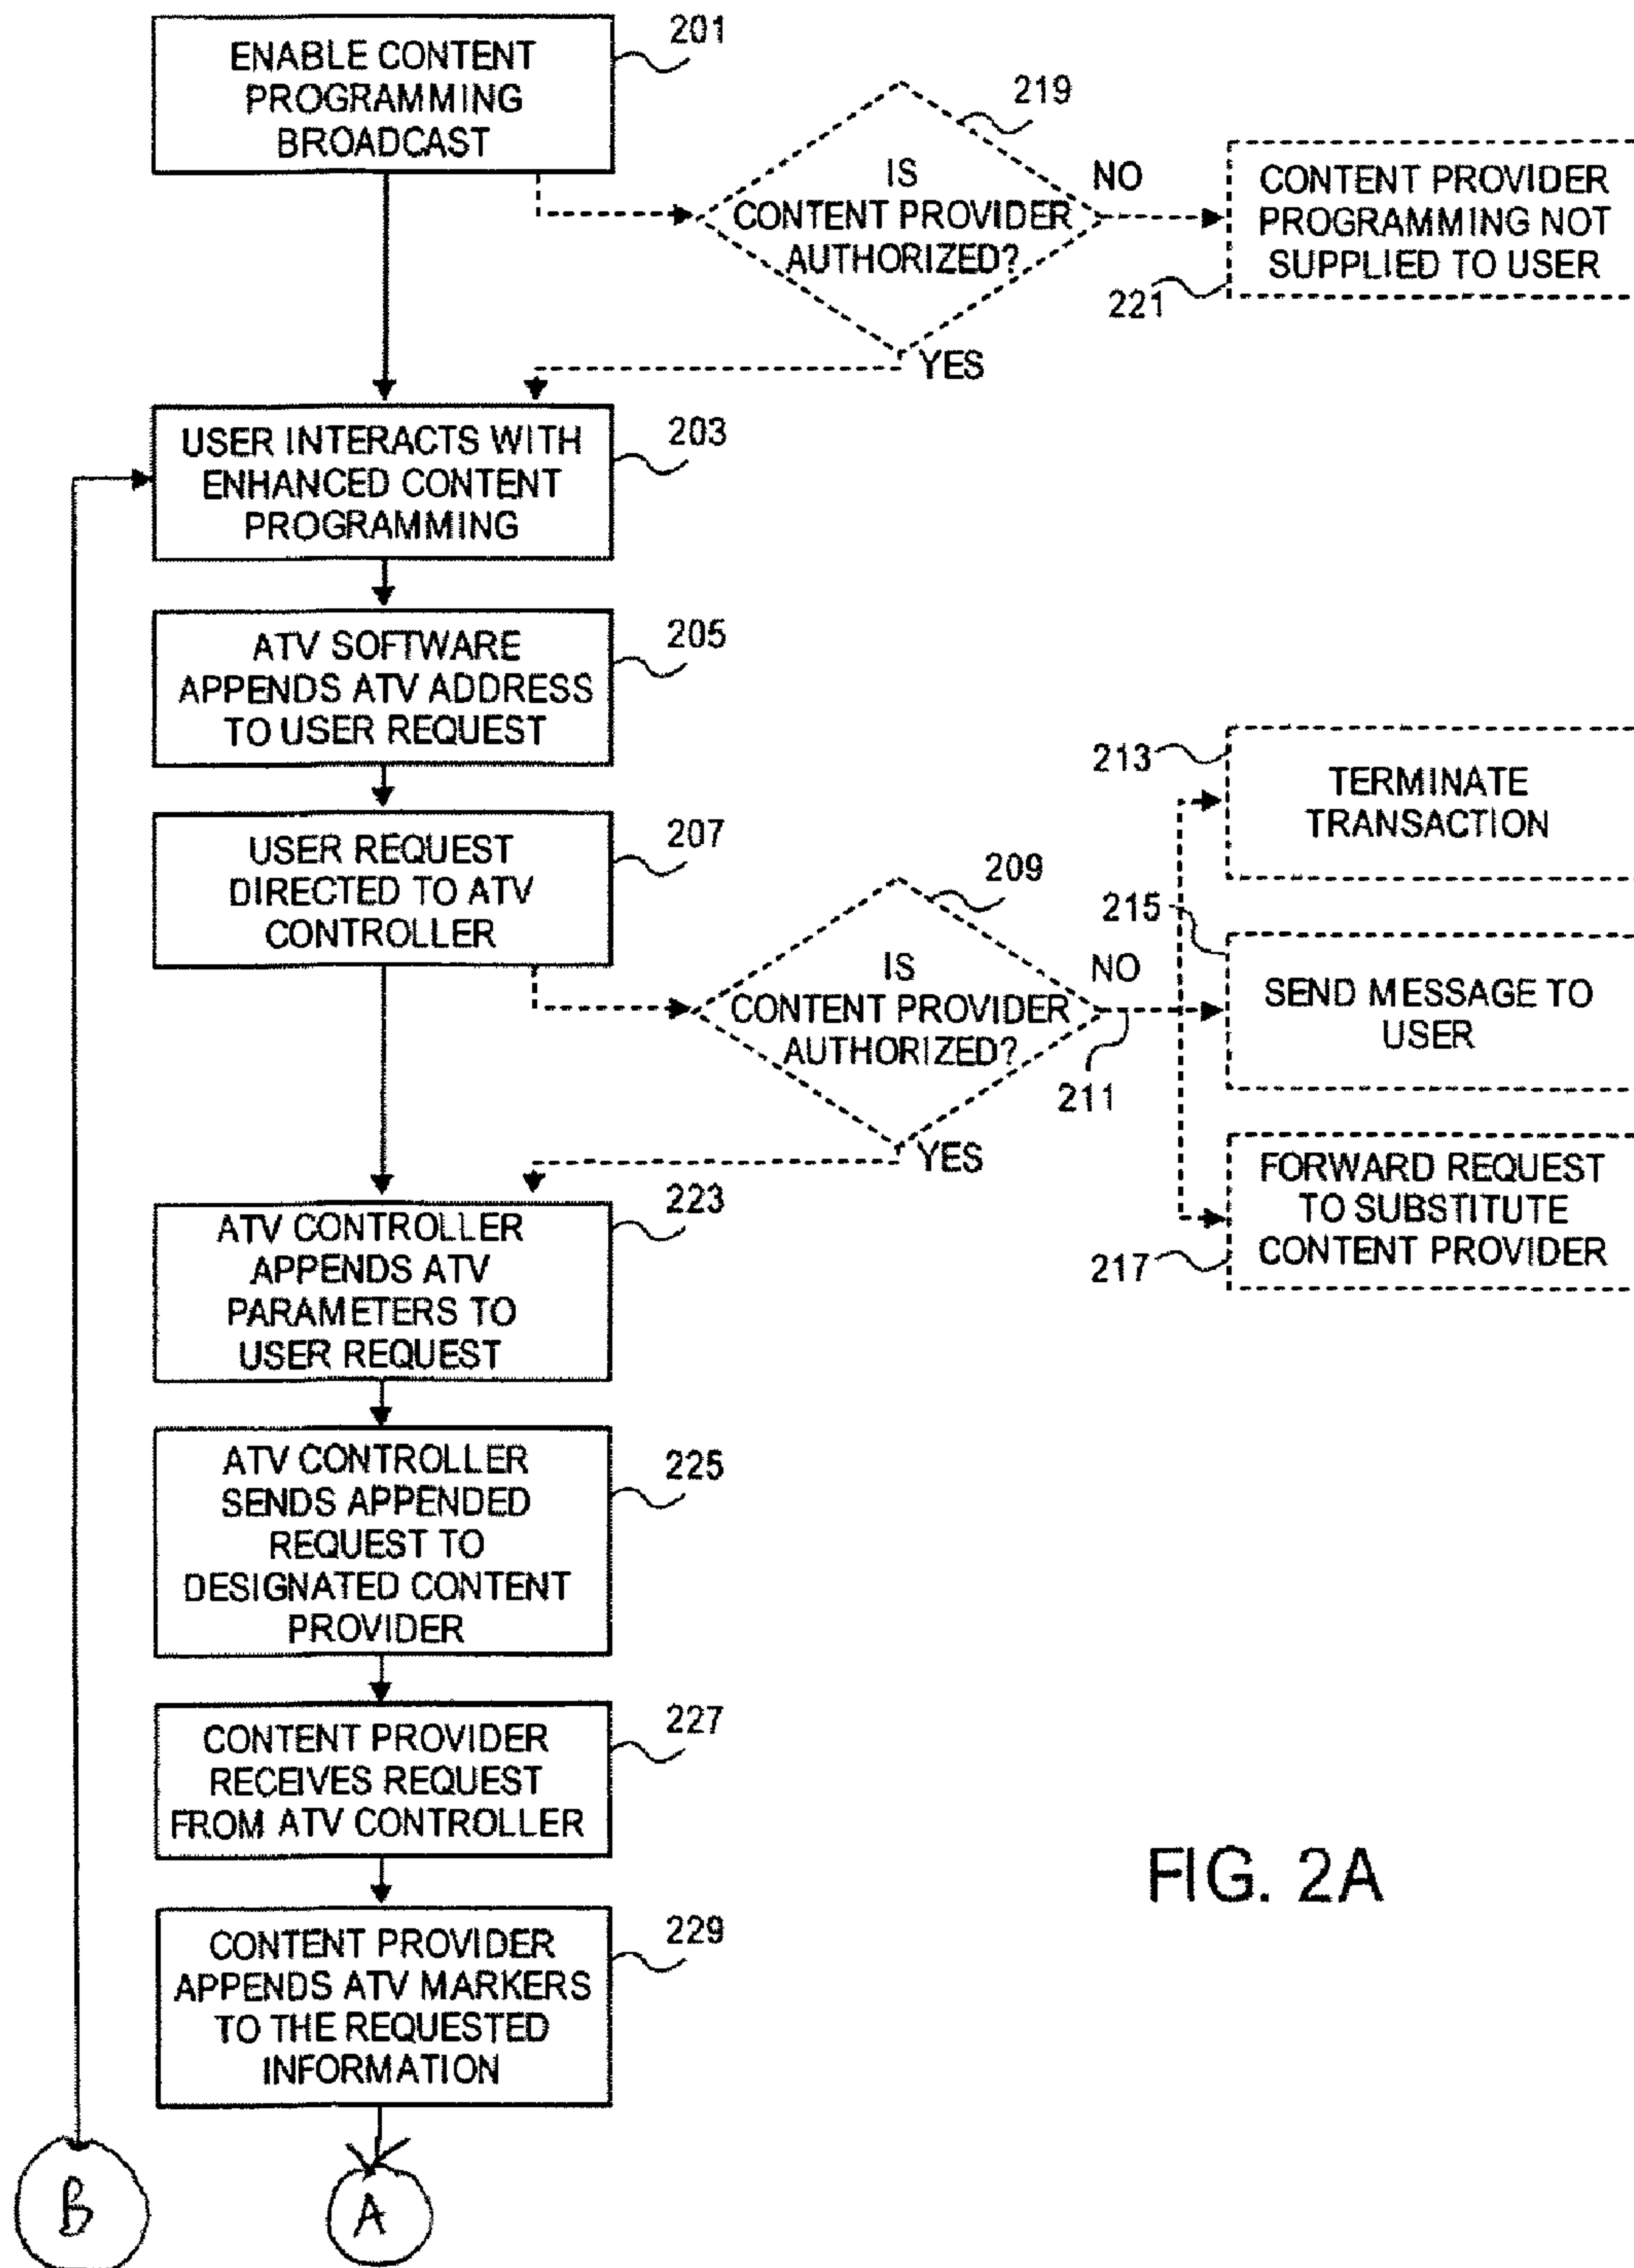 ENABLE CONTENT
PROGRAMMING
BROADCAST
201
219
IS
CONTENT PROVIDER
AUTHORIZED?
NO
YES
CONTENT PROVIDER
PROGRAMMING NOT
SUPPLIED TO USER
221
USER INTERACTS WITH
ENHANCED CONTENT
PROGRAMMING
203
ATV SOFTWARE
APPENDS ATV ADDRESS
TO USER REQUEST
205
USER REQUEST
DIRECTED TO ATV
CONTROLLER
207
209
IS
CONTENT PROVIDER
AUTHORIZED?
NO
211
YES
213
TERMINATE
TRANSACTION
215
SEND MESSAGE TO
USER
FORWARD REQUEST
TO SUBSTITUTE
CONTENT PROVIDER
217
ATV CONTROLLER
APPENDS ATV
PARAMETERS TO
USER REQUEST
223
ATV CONTROLLER
SENDS APPENDED
REQUEST TO
DESIGNATED CONTENT
PROVIDER
225
CONTENT PROVIDER
RECEIVES REQUEST
FROM ATV CONTROLLER
227
CONTENT PROVIDER
APPENDS ATV MARKERS
TO THE REQUESTED
INFORMATION
229
FIG. 2A
B
A